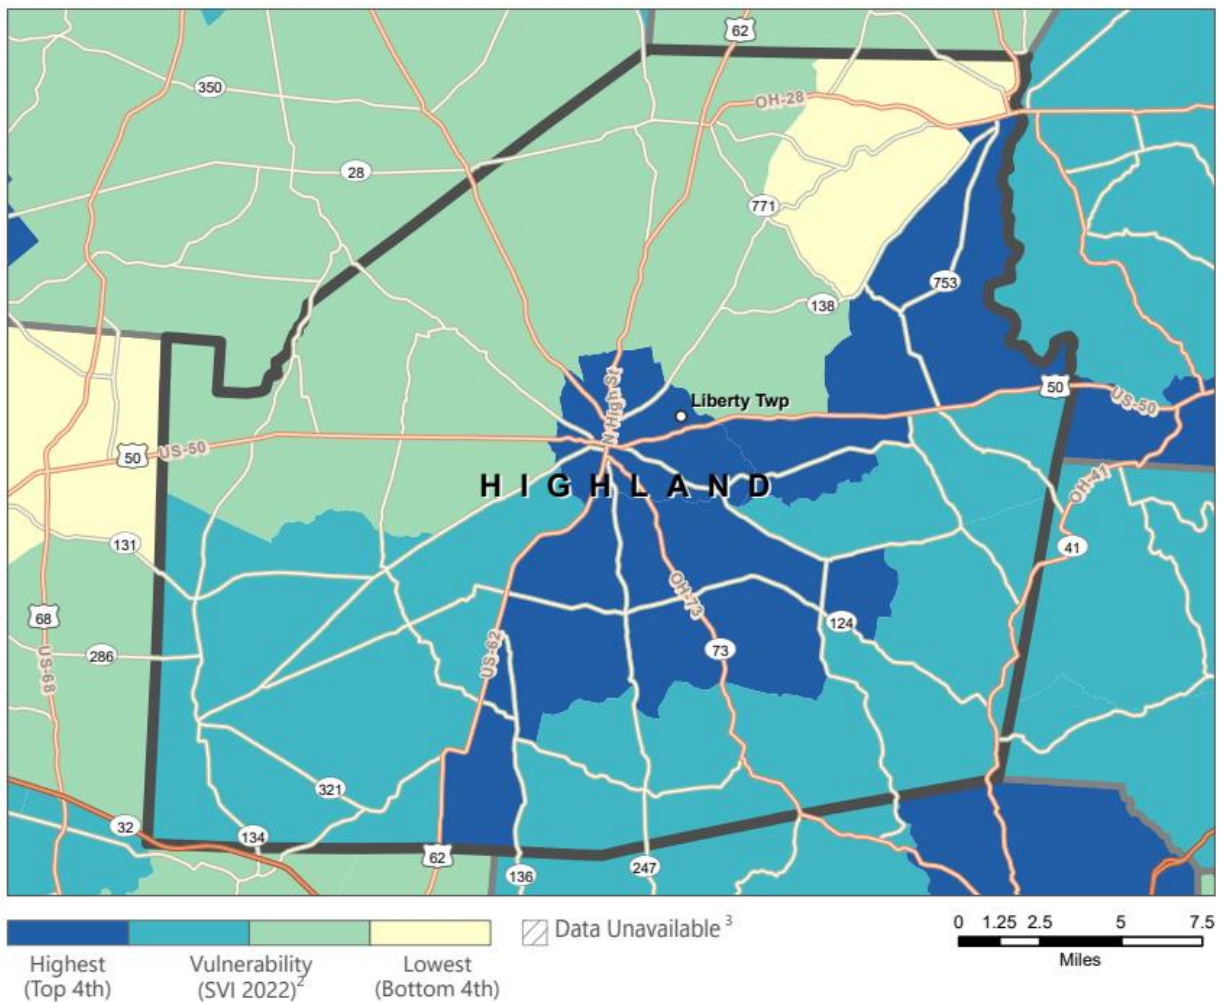 62
350
OH-28
28
771
753
138
N High St
Liberty Twp
50
US-50
US-50
50
HIGHLAND
OH-41
131
41
OH-73
68
124
US-62
73
286
US-68
321
32
134
62
247
136
Data Unavailable 3
0 1.25 2.5 5 7.5
Miles
Highest
(Top 4th)
Vulnerability
(SVI 2022)2
Lowest
(Bottom 4th)